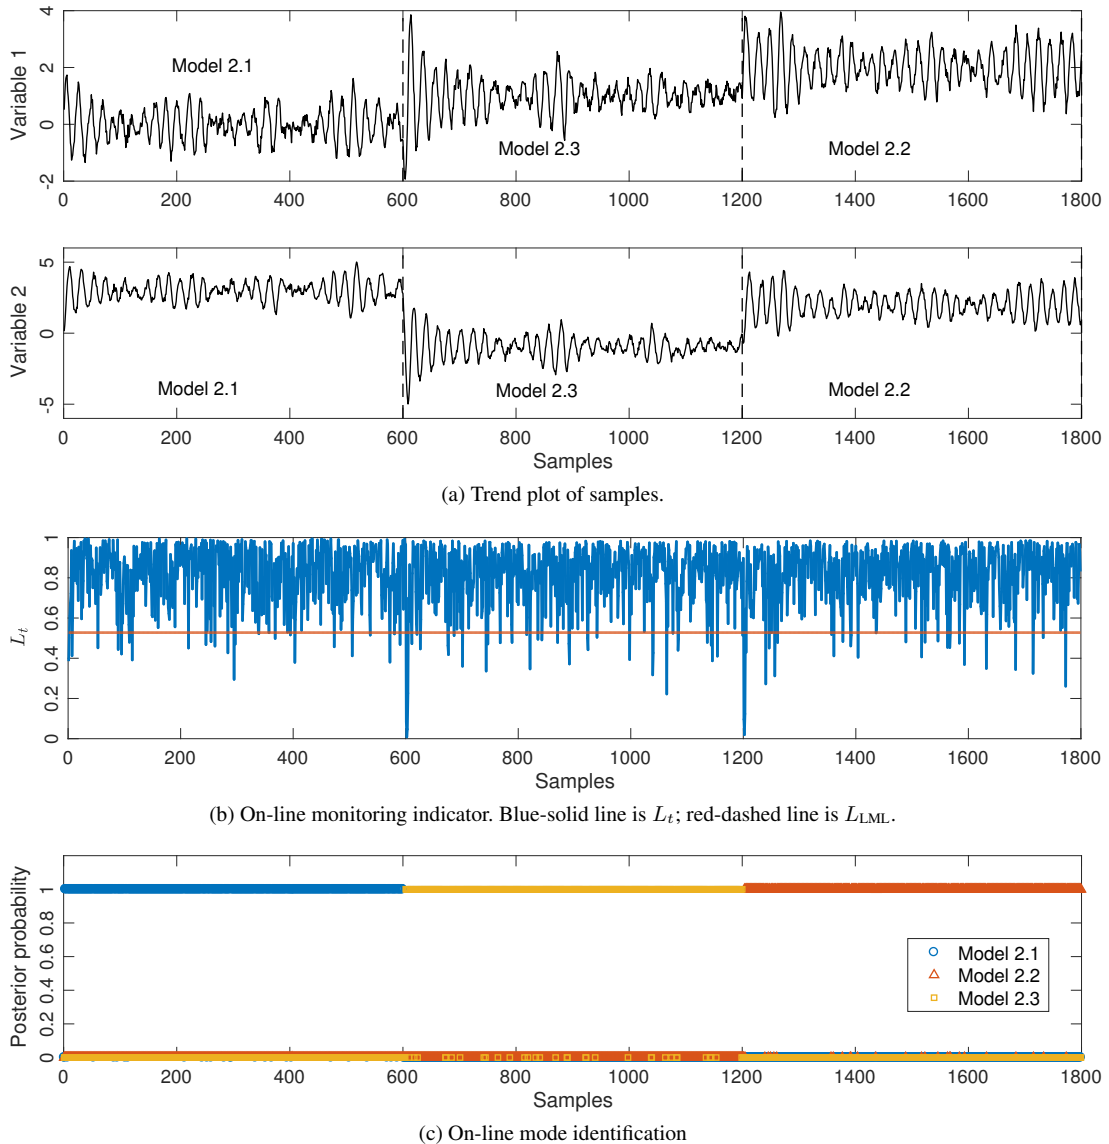 4
2
0
-2
Variable 1
Model 2.1
Model 2.3
Model 2.2
0 200 400 600 800 1000 1200 1400 1600 1800
5
0
-5
Variable 2
Model 2.1
Model 2.3
Model 2.2
0 200 400 600 800 1000 1200 1400 1600 1800
Samples
(a) Trend plot of samples.
1
0.8
0.6
0.4
0.2
0
L_t
0 200 400 600 800 1000 1200 1400 1600 1800
Samples
(b) On-line monitoring indicator. Blue-solid line is L_t; red-dashed line is L_LML.
1
0.8
0.6
0.4
0.2
0
Posterior probability
Model 2.1
Model 2.2
Model 2.3
0 200 400 600 800 1000 1200 1400 1600 1800
Samples
(c) On-line mode identification